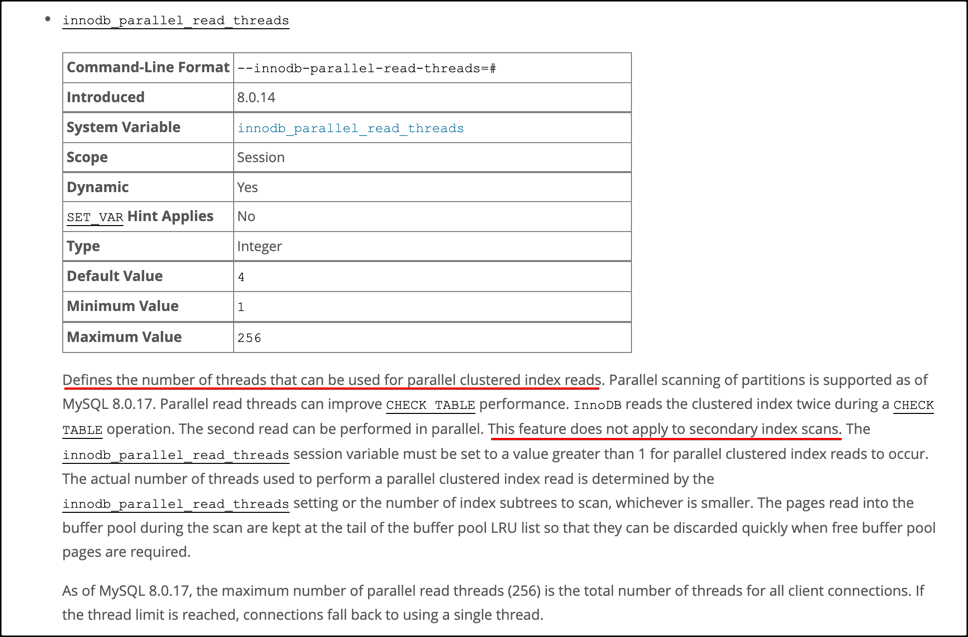 innodb_parallel_read_threads
Command-Line Format --innodb-parallel-read-threads=#
Introduced 8.0.14
System Variable innodb_parallel_read_threads
Scope Session
Dynamic Yes
SET_VAR Hint Applies No
Type Integer
Default Value 4
Minimum Value 1
Maximum Value 256
Defines the number of threads that can be used for parallel clustered index reads. Parallel scanning of partitions is supported as of
MySQL 8.0.17. Parallel read threads can improve CHECK TABLE performance. InnoDB reads the clustered index twice during a CHECK
TABLE operation. The second read can be performed in parallel. This feature does not apply to secondary index scans. The
innodb_parallel_read_threads session variable must be set to a value greater than 1 for parallel clustered index reads to occur.
The actual number of threads used to perform a parallel clustered index read is determined by the
innodb_parallel_read_threads setting or the number of index subtrees to scan, whichever is smaller. The pages read into the
buffer pool during the scan are kept at the tail of the buffer pool LRU list so that they can be discarded quickly when free buffer pool
pages are required.
As of MySQL 8.0.17, the maximum number of parallel read threads (256) is the total number of threads for all client connections. If
the thread limit is reached, connections fall back to using a single thread.